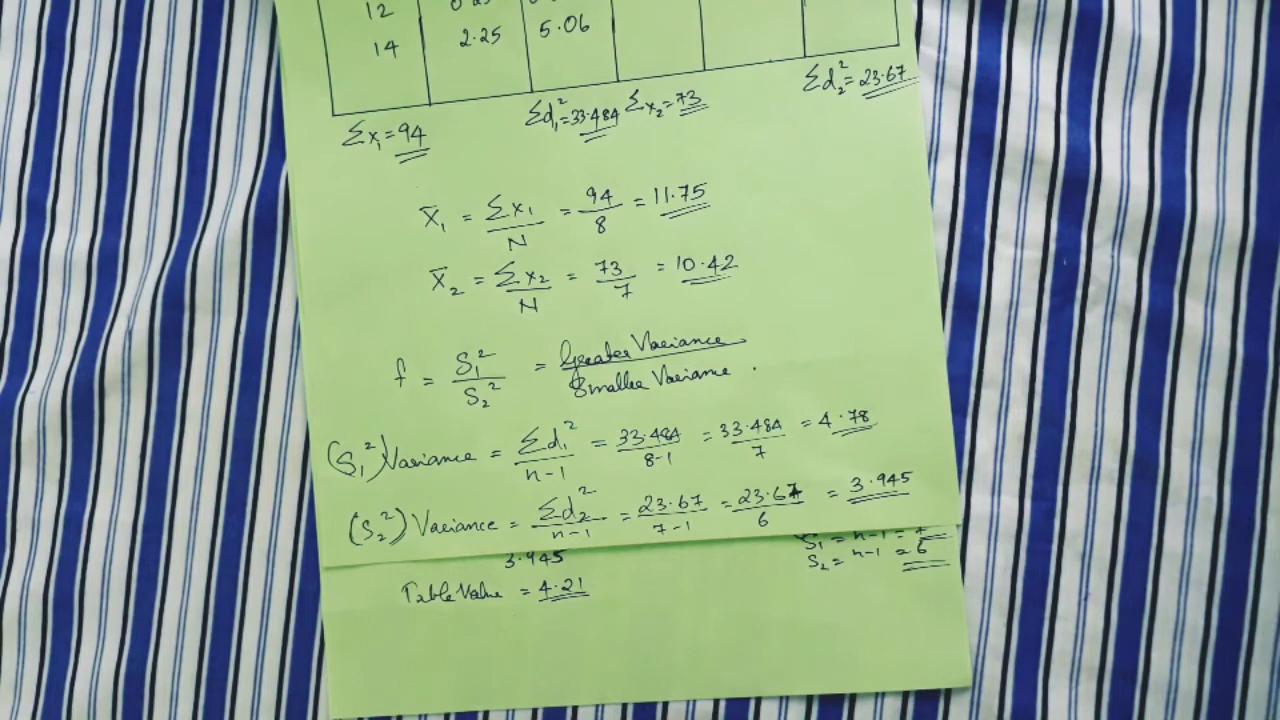 12
14 2.25 5.06
Σx₁=94 Σd₁²=33.484 Σx₂=73 Σd₂²=23.67
X̄₁ = Σx₁/N = 94/8 = 11.75
X̄₂ = Σx₂/N = 73/7 = 10.42
f = S₁²/S₂² = Greater Variance/Smaller Variance .
(S₁²) Variance = Σd₁²/n-1 = 33.484/8-1 = 33.484/7 = 4.78
(S₂²) Variance = Σd₂²/n-1 = 23.67/7-1 = 23.67/6 = 3.945
3.945 S₁ = n-1 = 7
S₂ = n-1 = 6
Table Value = 4.21